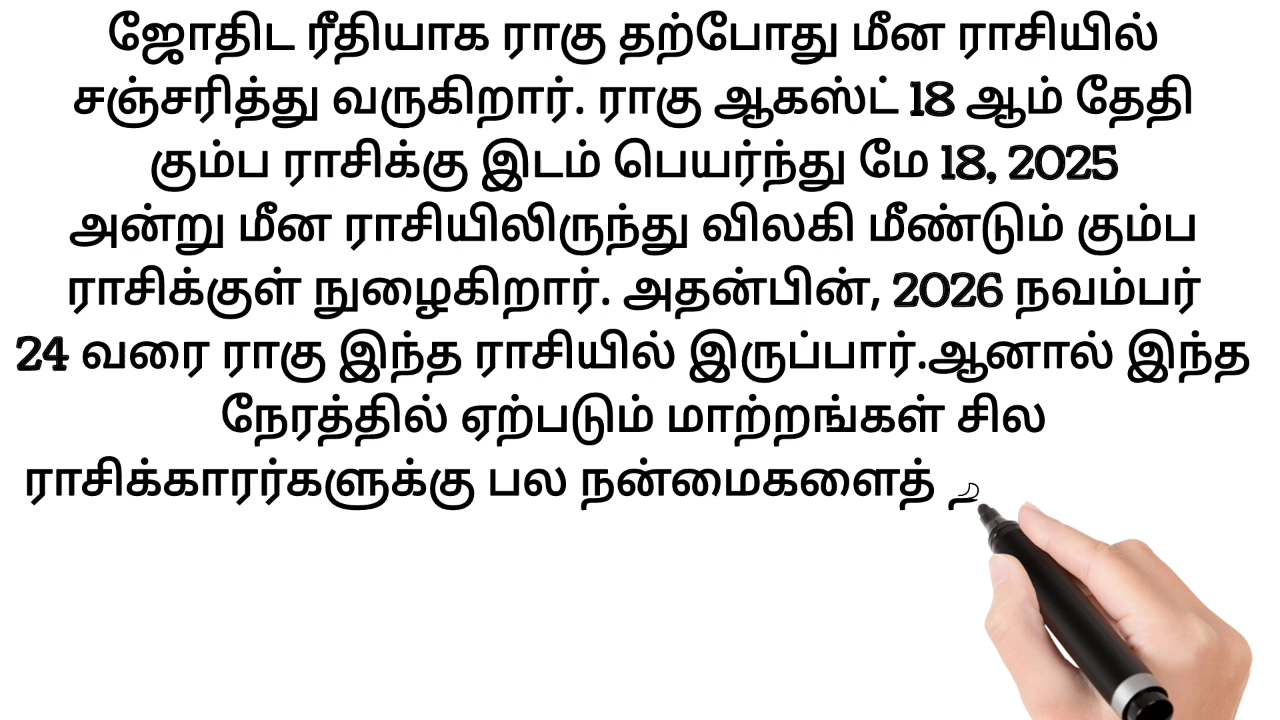 ஜோதிட ரீதியாக ராகு தற்போது மீன ராசியில்
சஞ்சரித்து வருகிறார். ராகு ஆகஸ்ட் 18 ஆம் தேதி
கும்ப ராசிக்கு இடம் பெயர்ந்து மே 18, 2025
அன்று மீன ராசியிலிருந்து விலகி மீண்டும் கும்ப
ராசிக்குள் நுழைகிறார். அதன்பின், 2026 நவம்பர்
24 வரை ராகு இந்த ராசியில் இருப்பார்.ஆனால் இந்த
நேரத்தில் ஏற்படும் மாற்றங்கள் சில
ராசிக்காரர்களுக்கு பல நன்மைகளைத்